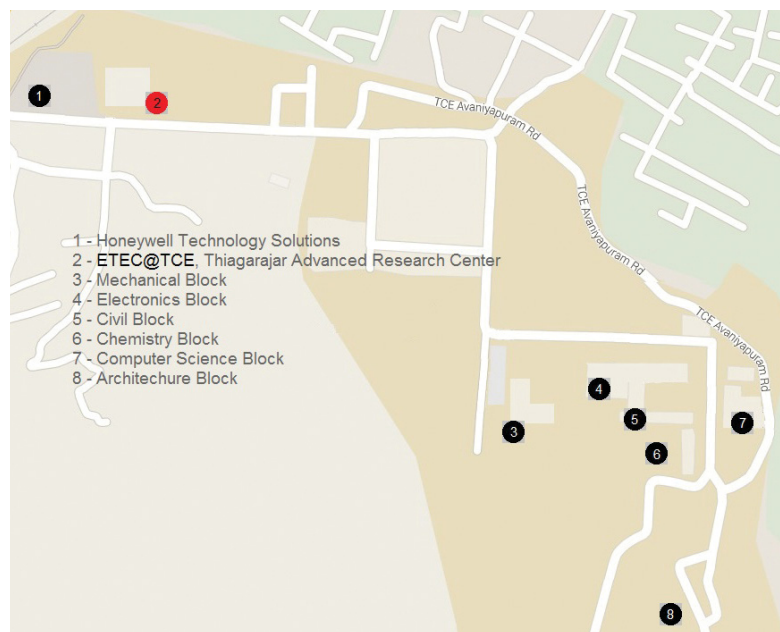 1
2
TCE Avaniyapuram Rd
TCE Avaniyapuram Rd
1 - Honeywell Technology Solutions
2 - ETEC@TCE, Thiagarajar Advanced Research Center
3 - Mechanical Block
4 - Electronics Block
5 - Civil Block
6 - Chemistry Block
7 - Computer Science Block
8 - Architechure Block
TCE Avaniyapuram Rd
4
5
7
3
6
8